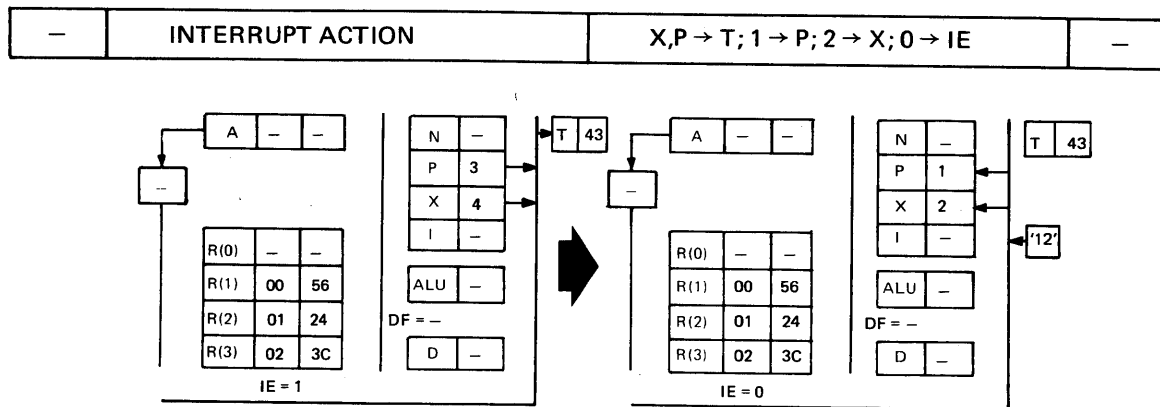 — INTERRUPT ACTION X,P → T; 1 → P; 2 → X; 0 → IE —
A — —
—
R(0) — —
R(1) 00 56
R(2) 01 24
R(3) 02 3C
IE = 1
N —
P 3
X 4
I —
ALU —
DF = —
D —
T 43
A — —
—
R(0) — —
R(1) 00 56
R(2) 01 24
R(3) 02 3C
IE = 0
N —
P 1
X 2
I —
ALU —
DF = —
D —
T 43
'12'